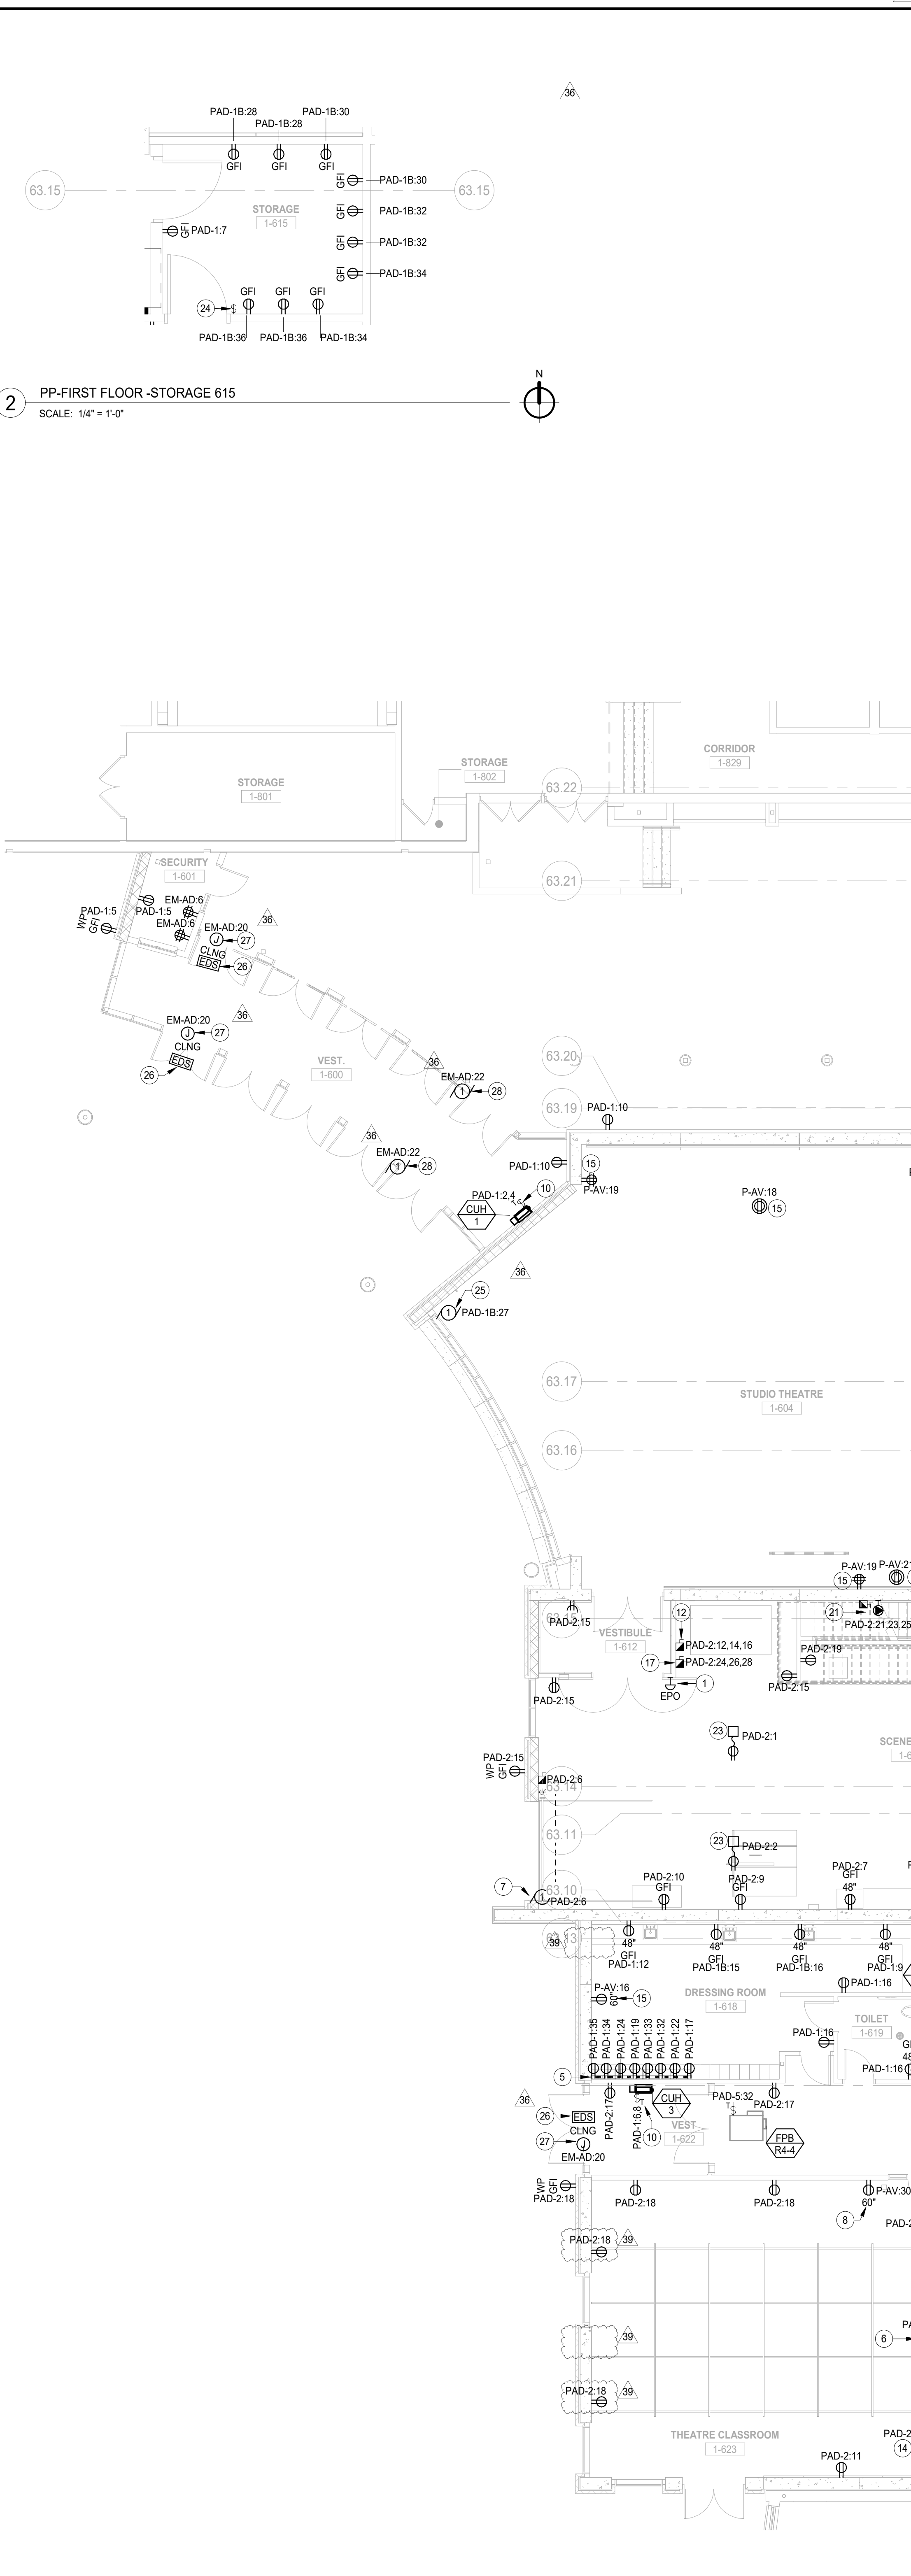 36
PAD-1B:28
PAD-1B:30
PAD-1B:28
GFI
GFI
GFI
63.15
63.15
GFI
PAD-1B:30
STORAGE
1-615
GFI
PAD-1B:32
GFI
PAD-1:7
GFI
PAD-1B:32
GFI
PAD-1B:34
GFI
GFI
GFI
24
$
PAD-1B:36
PAD-1B:36
PAD-1B:34
N
2
PP-FIRST FLOOR -STORAGE 615
SCALE: 1/4" = 1'-0"
CORRIDOR
1-829
STORAGE
1-802
STORAGE
1-801
63.22
SECURITY
1-601
63.21
EM-AD:6
PAD-1:5
PAD-1:5
WP
GFI
EM-AD:6
36
EM-AD:20
J
27
CLNG
EDS
26
36
EM-AD:20
J
27
CLNG
EDS
26
VEST.
1-600
36
63.20
EM-AD:22
1
28
63.19
PAD-1:10
36
EM-AD:22
1
28
PAD-1:10
15
P-AV:19
PAD-1:2,4
10
CUH
1
P-AV:18
15
36
25
1
PAD-1B:27
63.17
STUDIO THEATRE
1-604
63.16
P-AV:19
P-AV:21
15
63.15
PAD-2:15
VESTIBULE
1-612
12
PAD-2:12,14,16
17
PAD-2:24,26,28
21
PAD-2:21,23,25
PAD-2:19
PAD-2:15
1
EPO
PAD-2:15
23
PAD-2:1
SCENE
PAD-2:15
WP
GFI
PAD-2:6
63.14
63.11
23
PAD-2:2
PAD-2:7
GFI
48"
PAD-2:10
GFI
PAD-2:9
GFI
7
63.10
1
PAD-2:6
39
63.13
48"
GFI
PAD-1:12
48"
GFI
PAD-1B:15
48"
GFI
PAD-1B:16
48"
GFI
PAD-1:9
PAD-1:16
P-AV:16
60"
15
DRESSING ROOM
1-618
TOILET
1-619
PAD-1:16
PAD-1:16
PAD-1:35
PAD-1:34
PAD-1:24
PAD-1:19
PAD-1:33
PAD-1:32
PAD-1:22
PAD-1:17
5
36
26
EDS
CLNG
27
J
EM-AD:20
PAD-2:17
PAD-1:6,8
CUH
3
10
VEST
1-622
PAD-5:32
PAD-2:17
FPB
R4-4
WP
GFI
PAD-2:18
PAD-2:18
PAD-2:18
P-AV:30
60"
8
PAD-2:18
39
39
6
PAD-2:18
39
THEATRE CLASSROOM
1-623
14
PAD-2:11